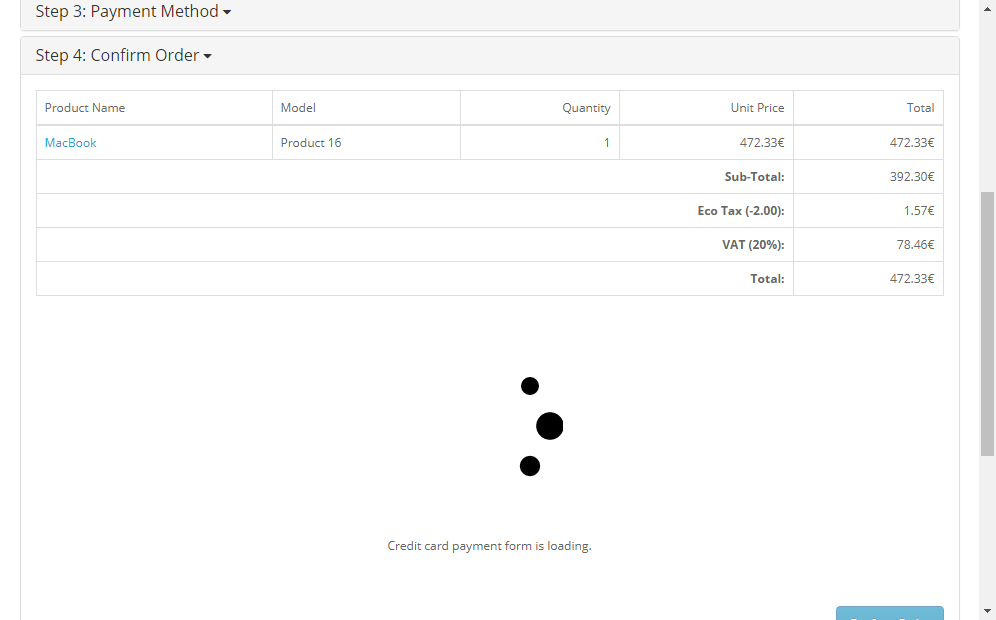 Step 3: Payment Method
Step 4: Confirm Order
Product Name Model Quantity Unit Price Total
MacBook Product 16 1 472.33€ 472.33€
Sub-Total: 392.30€
Eco Tax (-2.00): 1.57€
VAT (20%): 78.46€
Total: 472.33€
Credit card payment form is loading.